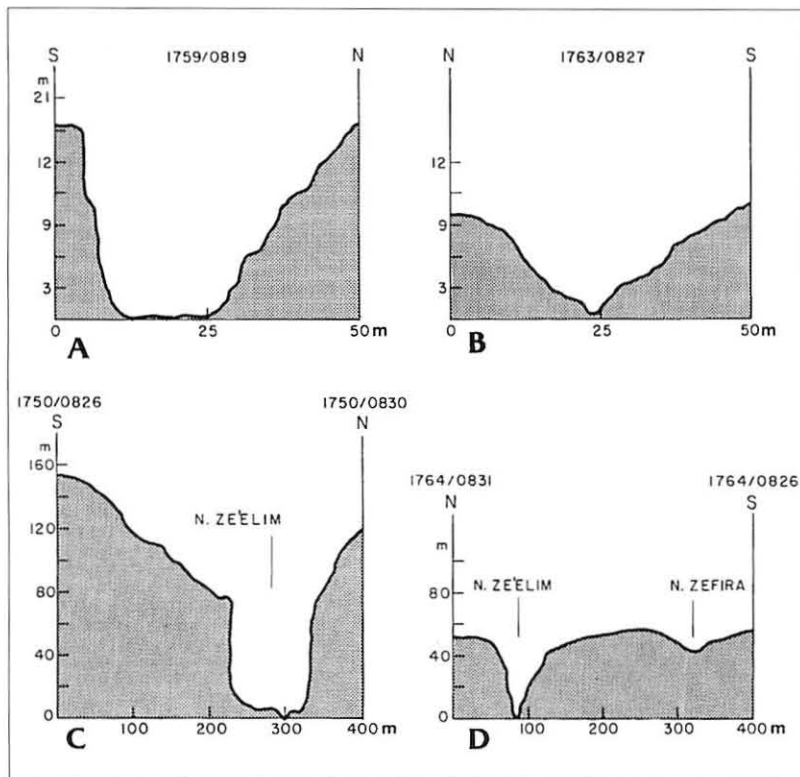 S 1759/0819 N
m
21
12
9
3
0 25 50 m
A
N 1763/0827 S
12
9
3
0 25 50 m
B
1750/0826 1750/0830
S N
m
160
120
80
40
0
N. ZE'ELIM
100 200 300 400 m
C
1764/0831 1764/0826
N S
m
80
40
0
N. ZE'ELIM N. ZEFIRA
100 200 300 400 m
D